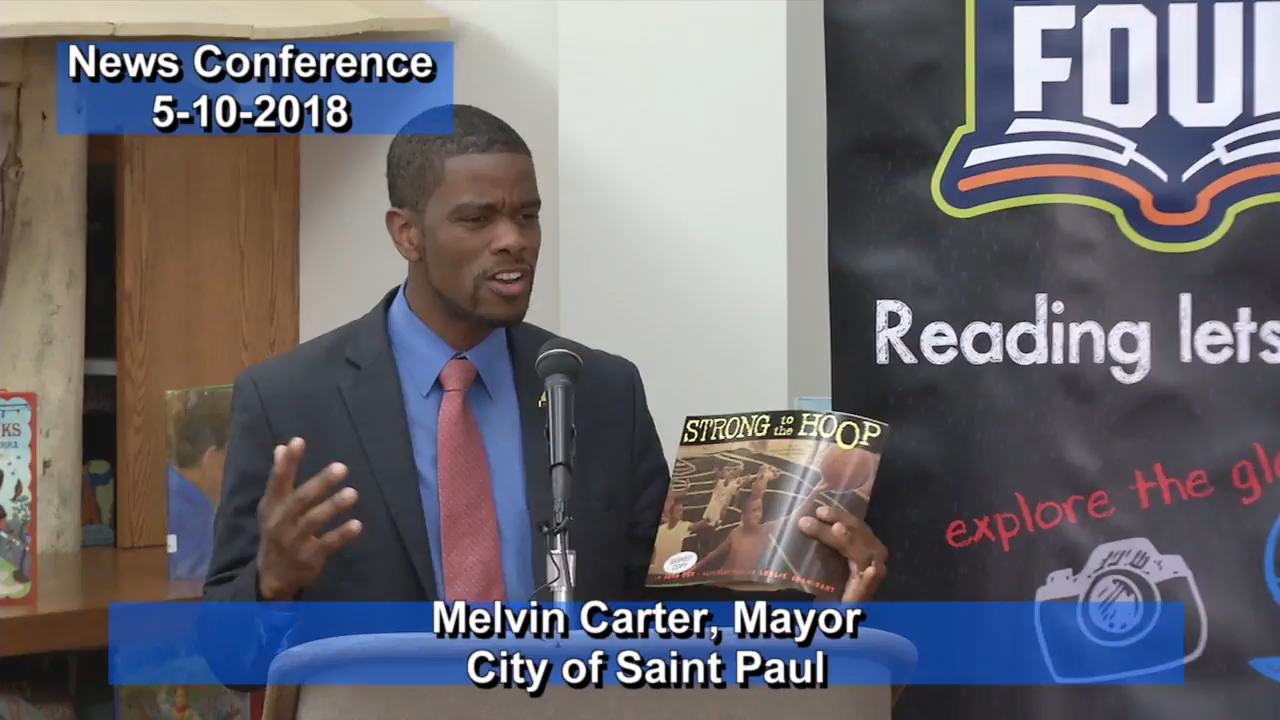 News Conference
5-10-2018
FOU
Reading lets
explore the gl
STRONG to the HOOP
KS
Melvin Carter, Mayor
City of Saint Paul